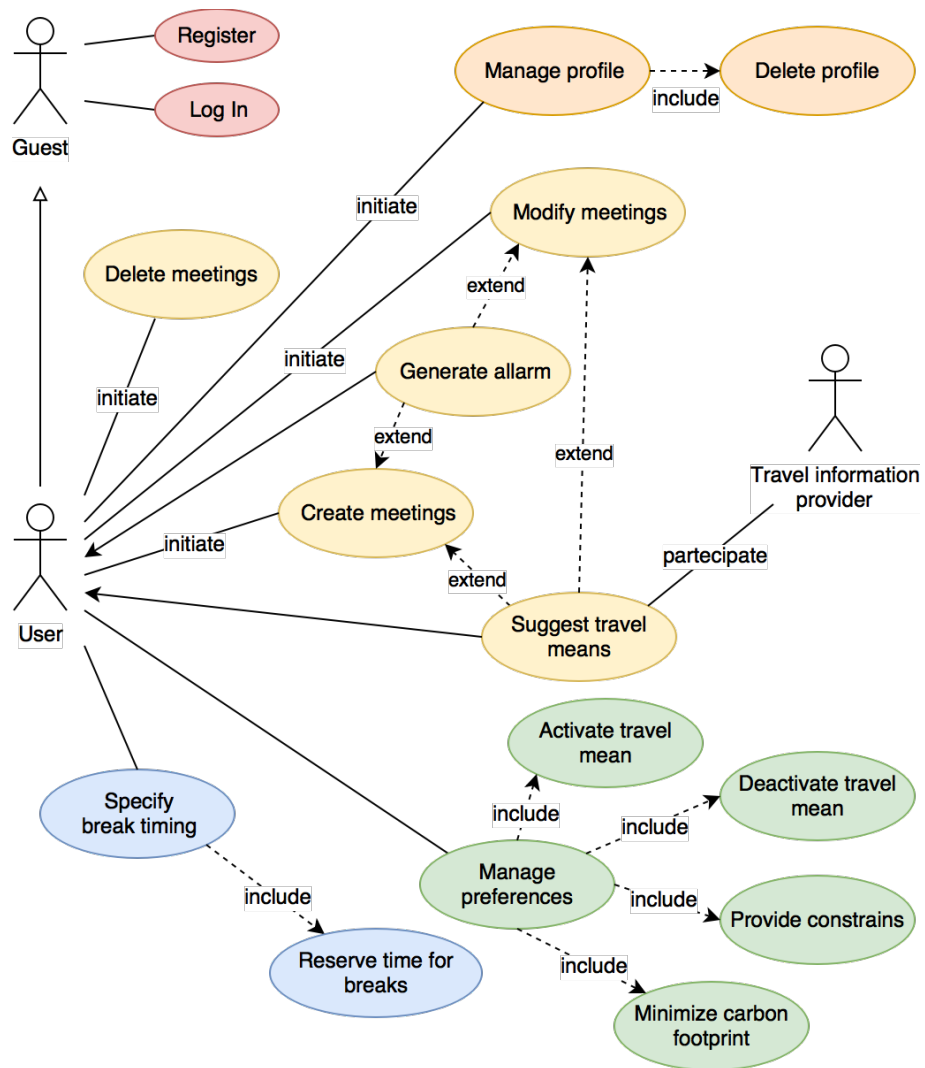 Register
Manage profile
Delete profile
include
Log In
Guest
initiate
Modify meetings
Delete meetings
extend
initiate
Generate allarm
initiate
extend
extend
Travel information
provider
Create meetings
initiate
partecipate
extend
User
Suggest travel
means
Activate travel
mean
Deactivate travel
mean
Specify
break timing
include
include
Manage
preferences
include
include
Provide constrains
Reserve time for
breaks
include
Minimize carbon
footprint